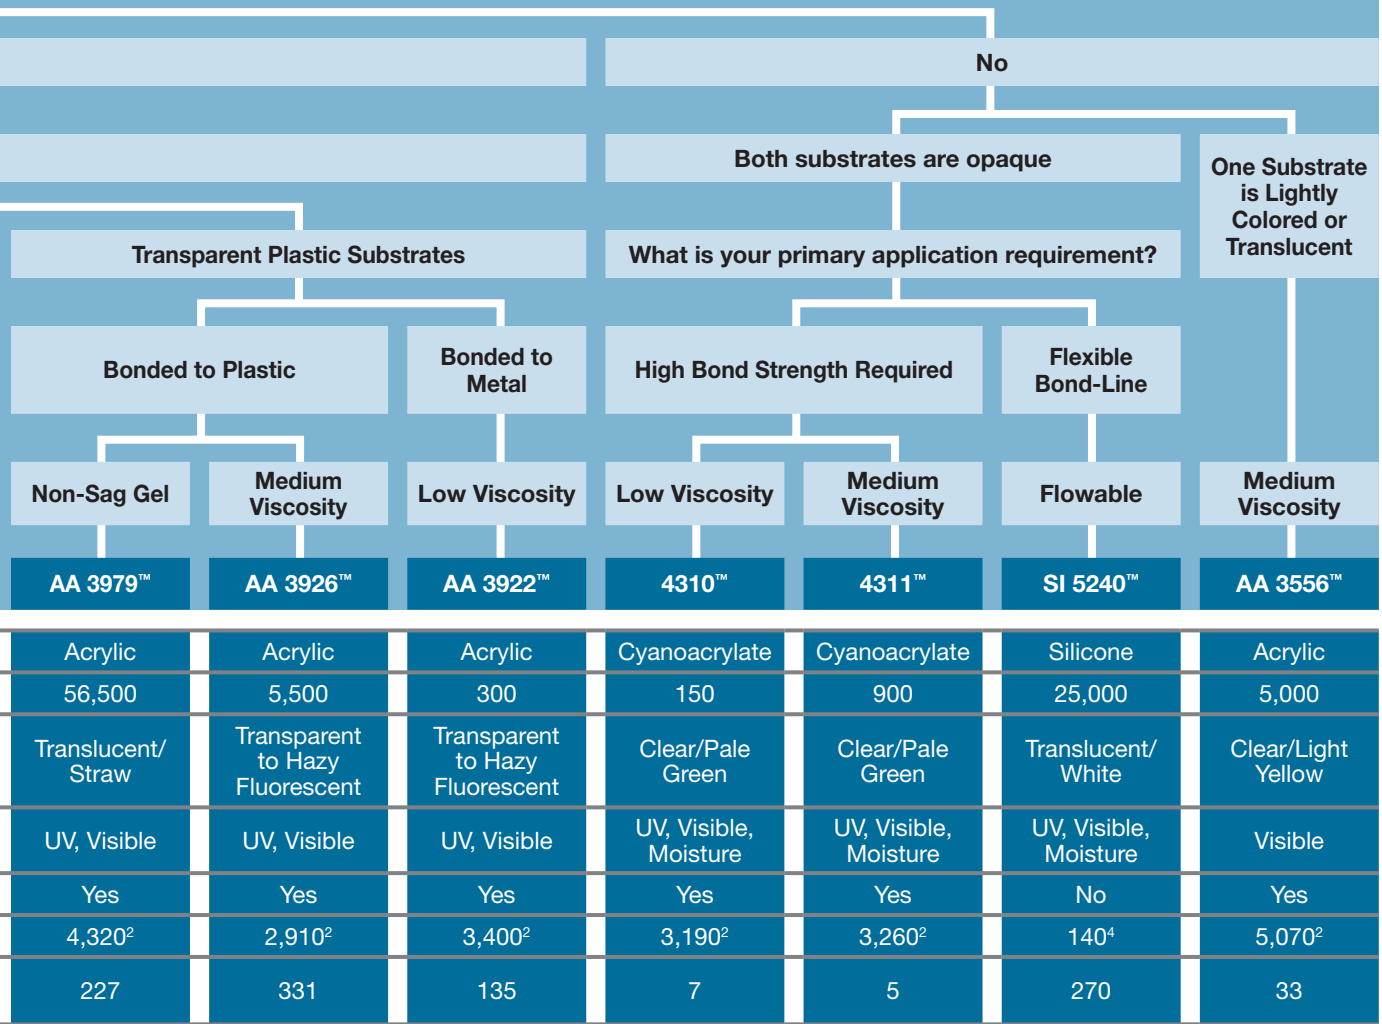 No
Both substrates are opaque
One Substrate
is Lightly
Colored or
Translucent
Transparent Plastic Substrates
What is your primary application requirement?
Bonded to Plastic
Bonded to
Metal
High Bond Strength Required
Flexible
Bond-Line
Non-Sag Gel
Medium
Viscosity
Low Viscosity
Low Viscosity
Medium
Viscosity
Flowable
Medium
Viscosity
AA 3979™
AA 3926™
AA 3922™
4310™
4311™
SI 5240™
AA 3556™
Acrylic
Acrylic
Acrylic
Cyanoacrylate
Cyanoacrylate
Silicone
Acrylic
56,500
5,500
300
150
900
25,000
5,000
Translucent/
Straw
Transparent
to Hazy
Fluorescent
Transparent
to Hazy
Fluorescent
Clear/Pale
Green
Clear/Pale
Green
Translucent/
White
Clear/Light
Yellow
UV, Visible
UV, Visible
UV, Visible
UV, Visible,
Moisture
UV, Visible,
Moisture
UV, Visible,
Moisture
Visible
Yes
Yes
Yes
Yes
Yes
No
Yes
4,320²
2,910²
3,400²
3,190²
3,260²
140⁴
5,070²
227
331
135
7
5
270
33